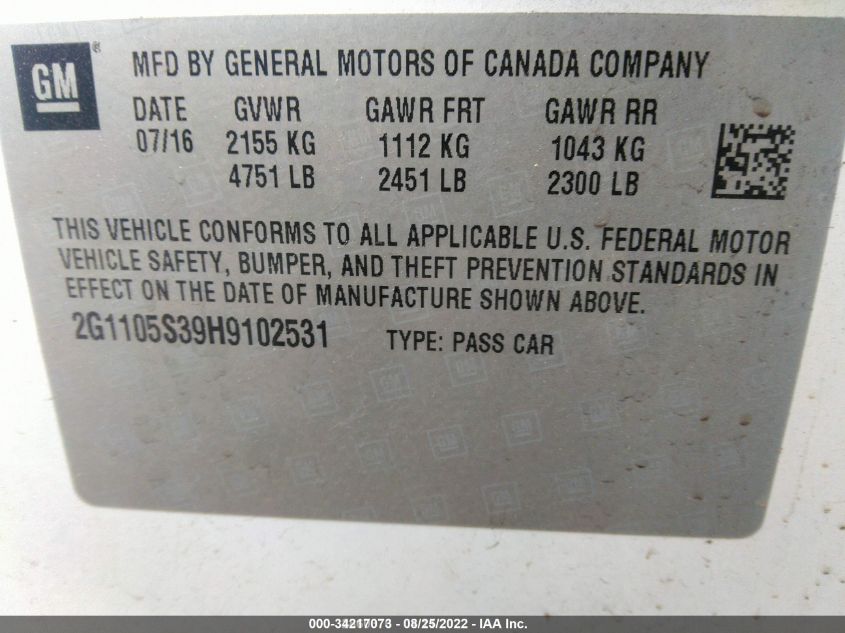 GM ®
MFD BY GENERAL MOTORS OF CANADA COMPANY
DATE GVWR GAWR FRT GAWR RR
07/16 2155 KG 1112 KG 1043 KG
4751 LB 2451 LB 2300 LB
THIS VEHICLE CONFORMS TO ALL APPLICABLE U.S. FEDERAL MOTOR
VEHICLE SAFETY, BUMPER, AND THEFT PREVENTION STANDARDS IN
EFFECT ON THE DATE OF MANUFACTURE SHOWN ABOVE.
2G1105S39H9102531 TYPE: PASS CAR
000-34217073 - 08/25/2022 - IAA Inc.